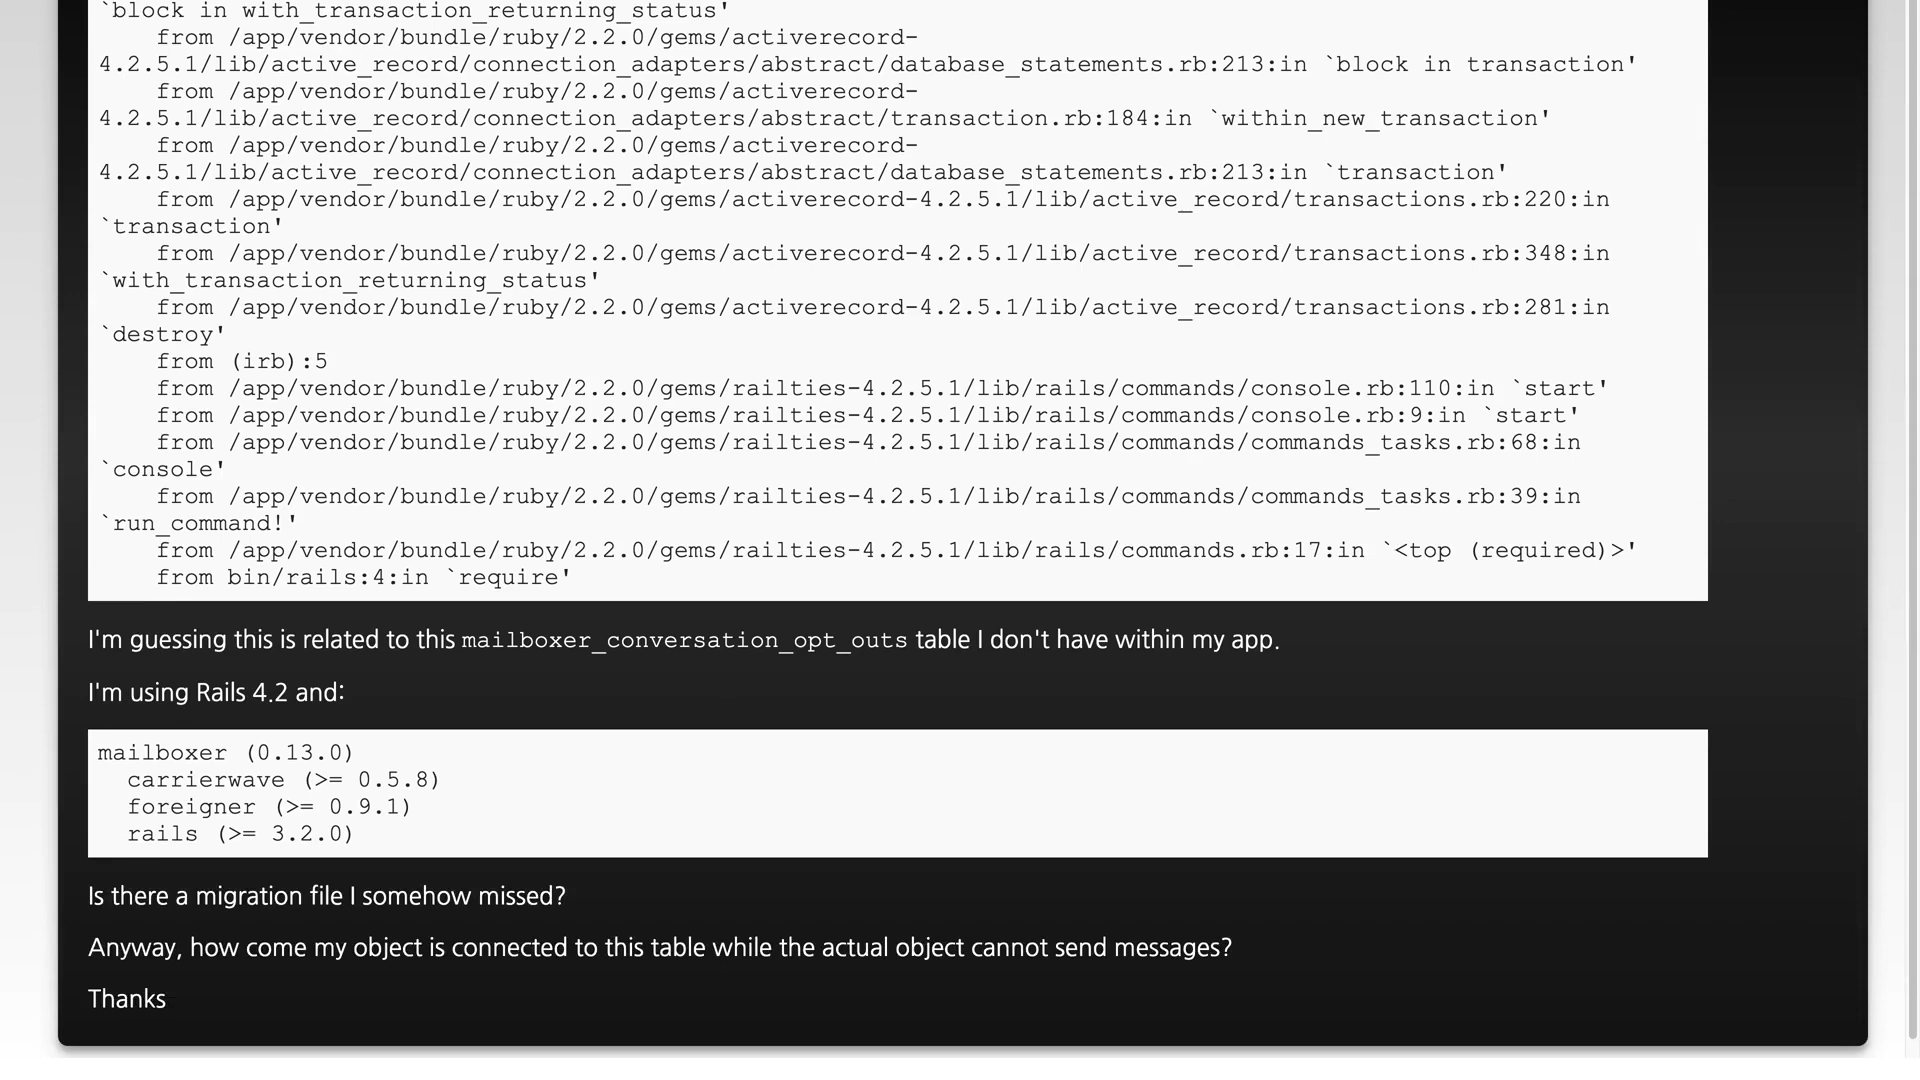 `block in with_transaction_returning_status'
from /app/vendor/bundle/ruby/2.2.0/gems/activerecord-
4.2.5.1/lib/active_record/connection_adapters/abstract/database_statements.rb:213:in `block in transaction'
from /app/vendor/bundle/ruby/2.2.0/gems/activerecord-
4.2.5.1/lib/active_record/connection_adapters/abstract/transaction.rb:184:in `within_new_transaction'
from /app/vendor/bundle/ruby/2.2.0/gems/activerecord-
4.2.5.1/lib/active_record/connection_adapters/abstract/database_statements.rb:213:in `transaction'
from /app/vendor/bundle/ruby/2.2.0/gems/activerecord-4.2.5.1/lib/active_record/transactions.rb:220:in
`transaction'
from /app/vendor/bundle/ruby/2.2.0/gems/activerecord-4.2.5.1/lib/active_record/transactions.rb:348:in
`with_transaction_returning_status'
from /app/vendor/bundle/ruby/2.2.0/gems/activerecord-4.2.5.1/lib/active_record/transactions.rb:281:in
`destroy'
from (irb):5
from /app/vendor/bundle/ruby/2.2.0/gems/railties-4.2.5.1/lib/rails/commands/console.rb:110:in `start'
from /app/vendor/bundle/ruby/2.2.0/gems/railties-4.2.5.1/lib/rails/commands/console.rb:9:in `start'
from /app/vendor/bundle/ruby/2.2.0/gems/railties-4.2.5.1/lib/rails/commands/commands_tasks.rb:68:in
`console'
from /app/vendor/bundle/ruby/2.2.0/gems/railties-4.2.5.1/lib/rails/commands/commands_tasks.rb:39:in
`run_command!'
from /app/vendor/bundle/ruby/2.2.0/gems/railties-4.2.5.1/lib/rails/commands.rb:17:in `<top (required)>'
from bin/rails:4:in `require'
I'm guessing this is related to this mailboxer_conversation_opt_outs table I don't have within my app.
I'm using Rails 4.2 and:
mailboxer (0.13.0)
carrierwave (>= 0.5.8)
foreigner (>= 0.9.1)
rails (>= 3.2.0)
Is there a migration file I somehow missed?
Anyway, how come my object is connected to this table while the actual object cannot send messages?
Thanks